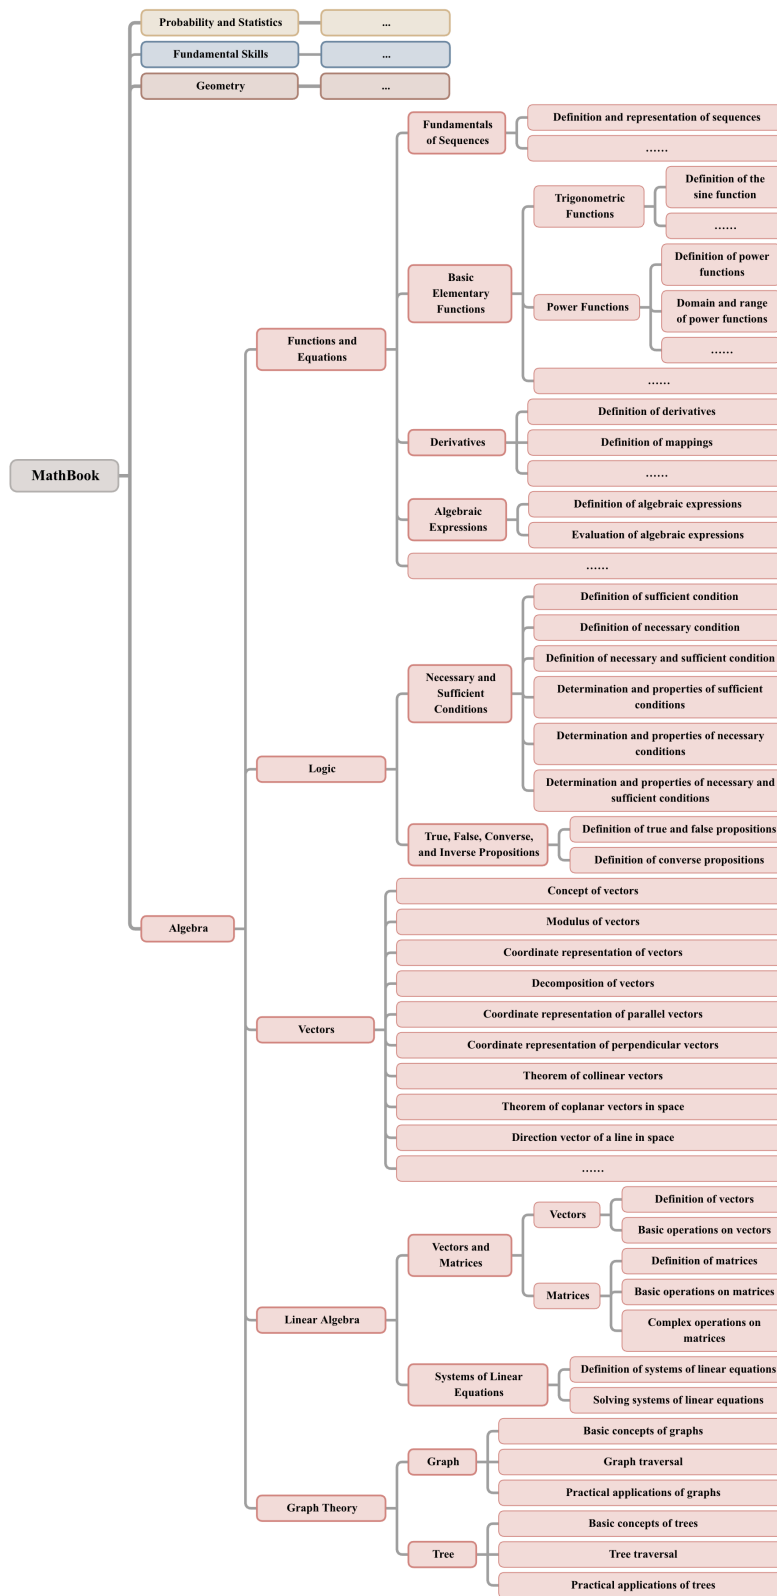 Probability and Statistics
...
Fundamental Skills
...
Geometry
...
Fundamentals
of Sequences
Definition and representation of sequences
......
Trigonometric
Functions
Definition of the
sine function
......
Basic
Elementary
Functions
Power Functions
Definition of power
functions
Domain and range
of power functions
......
......
Functions and
Equations
Derivatives
Definition of derivatives
Definition of mappings
......
MathBook
Algebraic
Expressions
Definition of algebraic expressions
Evaluation of algebraic expressions
......
Necessary and
Sufficient
Conditions
Definition of sufficient condition
Definition of necessary condition
Definition of necessary and sufficient condition
Determination and properties of sufficient
conditions
Determination and properties of necessary
conditions
Determination and properties of necessary and
sufficient conditions
Logic
True, False, Converse,
and Inverse Propositions
Definition of true and false propositions
Definition of converse propositions
Algebra
Vectors
Concept of vectors
Modulus of vectors
Coordinate representation of vectors
Decomposition of vectors
Coordinate representation of parallel vectors
Coordinate representation of perpendicular vectors
Theorem of collinear vectors
Theorem of coplanar vectors in space
Direction vector of a line in space
......
Linear Algebra
Vectors and
Matrices
Vectors
Definition of vectors
Basic operations on vectors
Matrices
Definition of matrices
Basic operations on matrices
Complex operations on
matrices
Systems of Linear
Equations
Definition of systems of linear equations
Solving systems of linear equations
Graph Theory
Graph
Basic concepts of graphs
Graph traversal
Practical applications of graphs
Tree
Basic concepts of trees
Tree traversal
Practical applications of trees